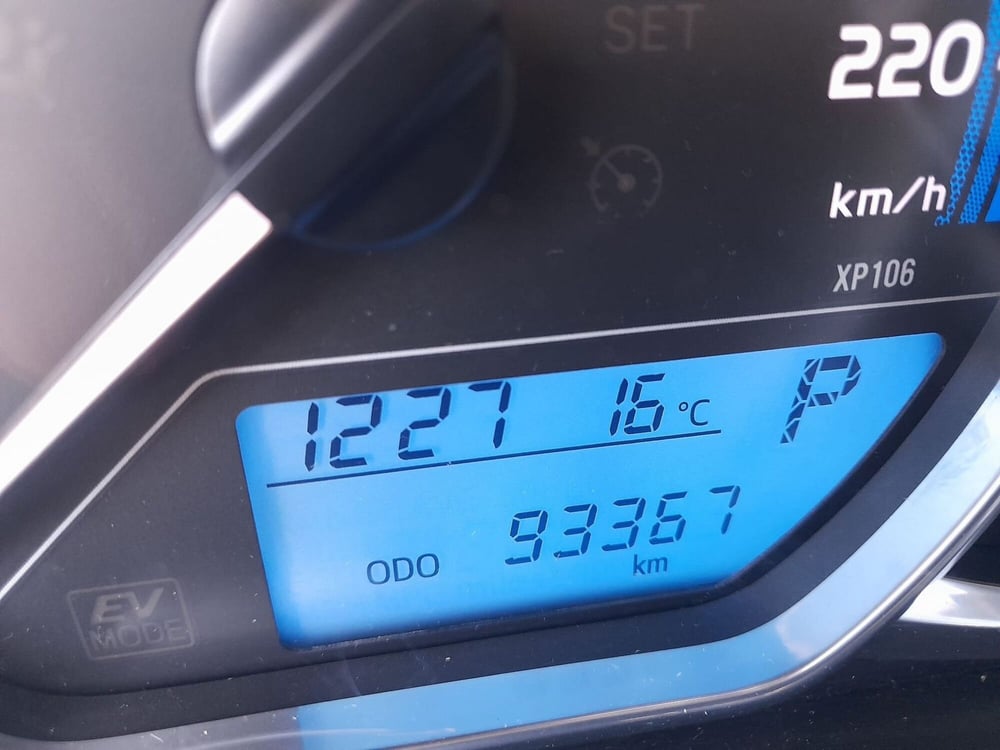 SET
220
km/h
XP106
1227 16 °C P
ODO 93367 km
EV
MODE